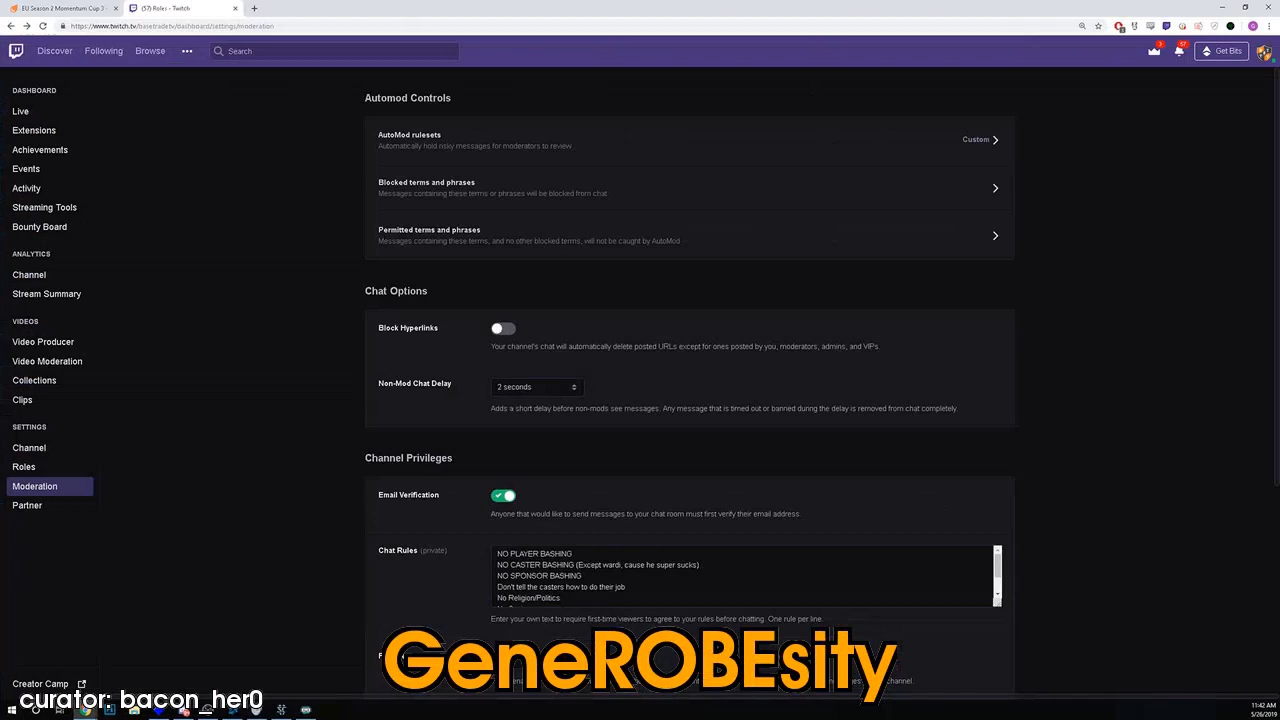 EU Season 2 Momentum Cup 3
(57) Roles - Twitch
https://www.twitch.tv/basetradetv/dashboard/settings/moderation
Discover Following Browse ••• Search 57 Get Bits
DASHBOARD
Live
Extensions
Achievements
Events
Activity
Streaming Tools
Bounty Board
ANALYTICS
Channel
Stream Summary
VIDEOS
Video Producer
Video Moderation
Collections
Clips
SETTINGS
Channel
Roles
Moderation
Partner
Creator Camp
Automod Controls
AutoMod rulesets
Automatically hold risky messages for moderators to review
Custom
Blocked terms and phrases
Messages containing these terms or phrases will be blocked from chat
Permitted terms and phrases
Messages containing these terms, and no other blocked terms, will not be caught by AutoMod
Chat Options
Block Hyperlinks
Your channel's chat will automatically delete posted URLs except for ones posted by you, moderators, admins, and VIPs.
Non-Mod Chat Delay 2 seconds
Adds a short delay before non-mods see messages. Any message that is timed out or banned during the delay is removed from chat completely.
Channel Privileges
Email Verification
Anyone that would like to send messages to your chat room must first verify their email address.
Chat Rules (private)
NO PLAYER BASHING
NO CASTER BASHING (Except wardi, cause he super sucks)
NO SPONSOR BASHING
Don't tell the casters how to do their job
No Religion/Politics
Enter your own text to require first-time viewers to agree to your rules before chatting. One rule per line.
channel.
GeneROBEsity
curator: bacon_her0
11:42 AM
5/26/2019